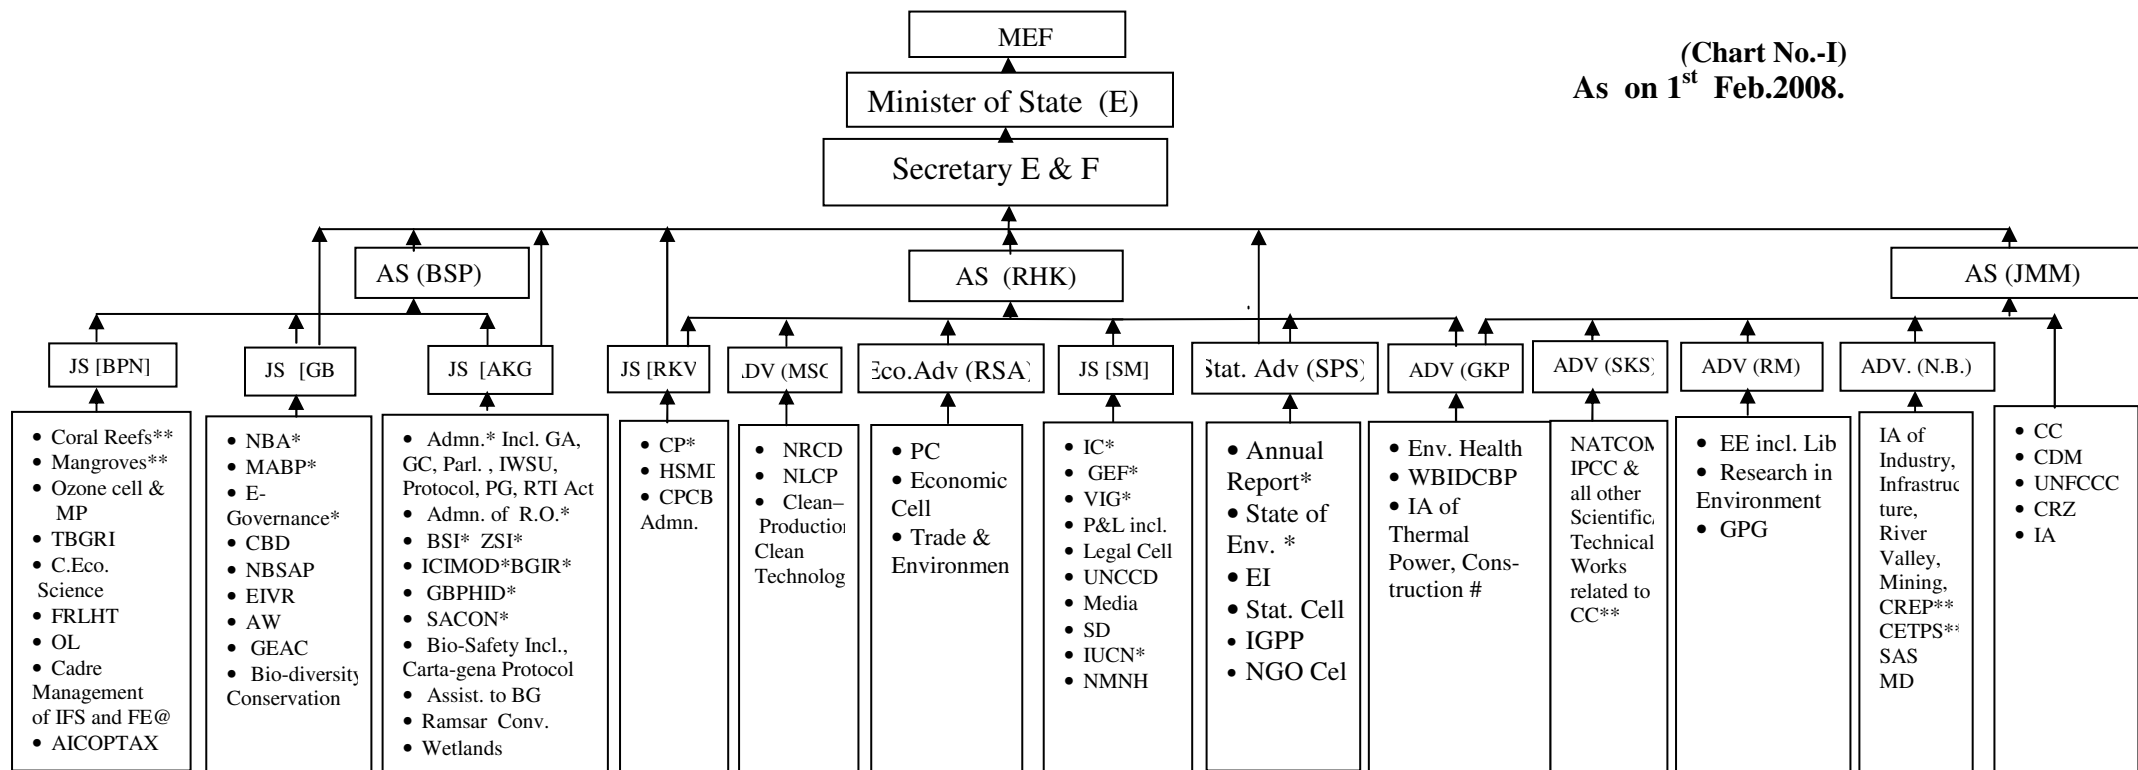 MEF
(Chart No.-I)
As on 1st Feb.2008.
Minister of State (E)
Secretary E & F
AS (BSP)
AS (RHK)
AS (JMM)
JS [BPN]
JS [GB
JS [AKG
JS [RKV
DV (MSC
Eco.Adv (RSA)
JS [SM]
Stat. Adv (SPS)
ADV (GKP
ADV (SKS)
ADV (RM)
ADV. (N.B.)
• Coral Reefs**
• Mangroves**
• Ozone cell &
MP
• TBGRI
• C.Eco.
Science
• FRLHT
• OL
• Cadre
Management
of IFS and FE@
• AICOPTAX
• NBA*
• MABP*
• E-
Governance*
• CBD
• NBSAP
• EIVR
• AW
• GEAC
• Bio-diversity
Conservation
• Admn.* Incl. GA,
GC, Parl. , IWSU,
Protocol, PG, RTI Act
• Admn. of R.O.*
• BSI* ZSI*
• ICIMOD*BGIR*
• GBPHID*
• SACON*
• Bio-Safety Incl.,
Carta-gena Protocol
• Assist. to BG
• Ramsar Conv.
• Wetlands
• CP*
• HSMD
• CPCB
Admn.
• NRCD
• NLCP
• Clean–
Production
Clean
Technolog
• PC
• Economic
Cell
• Trade &
Environmen
• IC*
• GEF*
• VIG*
• P&L incl.
• Legal Cell
• UNCCD
• Media
• SD
• IUCN*
• NMNH
• Annual
Report*
• State of
Env. *
• EI
• Stat. Cell
• IGPP
• NGO Cel
• Env. Health
• WBIDCBP
• IA of
Thermal
Power, Cons-
truction #
NATCOM
IPCC &
all other
Scientific/
Technical
Works
related to
CC**
• EE incl. Lib
• Research in
Environment
• GPG
IA of
Industry,
Infrastruc
ture,
River
Valley,
Mining,
CREP**
CETPS**
SAS
MD
• CC
• CDM
• UNFCCC
• CRZ
• IA